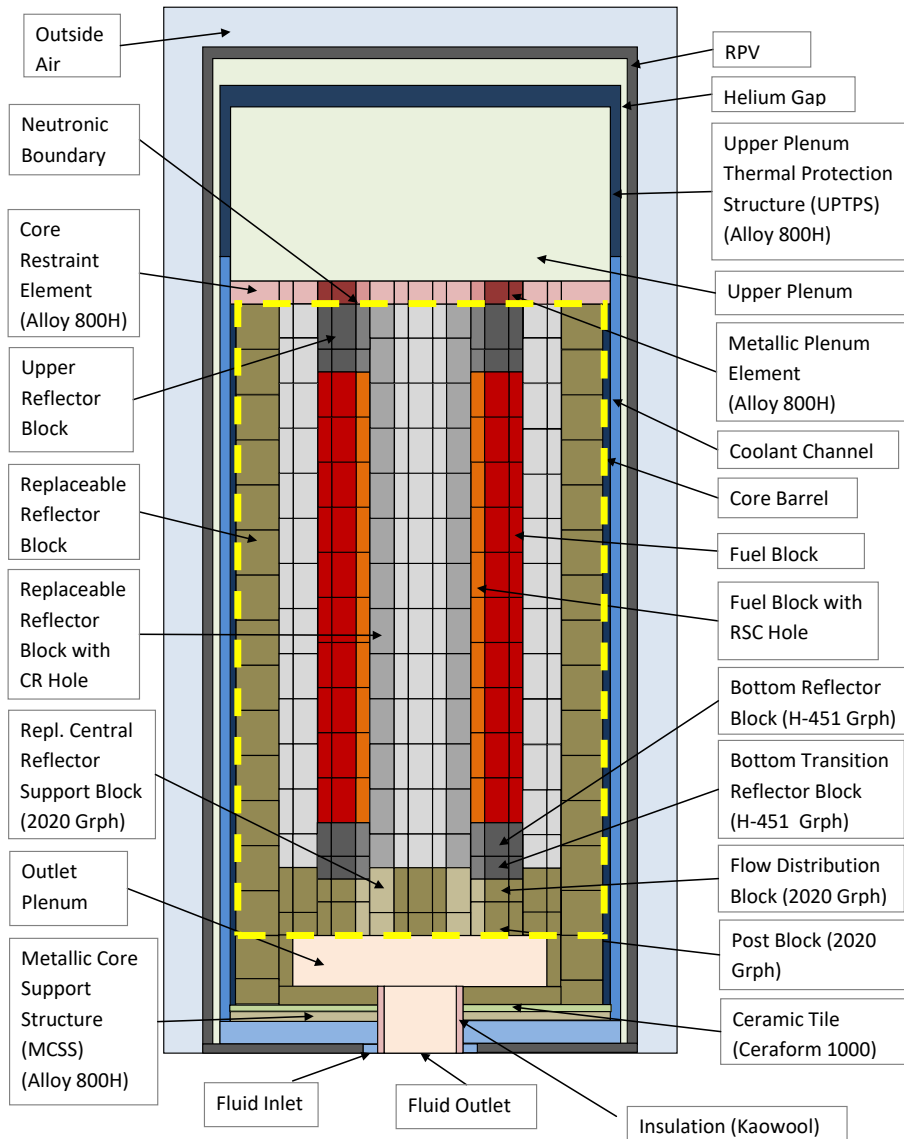 Outside
Air
Neutronic
Boundary
Core
Restraint
Element
(Alloy 800H)
Upper
Reflector
Block
Replaceable
Reflector
Block
Replaceable
Reflector
Block with
CR Hole
Repl. Central
Reflector
Support Block
(2020 Grph)
Outlet
Plenum
Metallic Core
Support
Structure
(MCSS)
(Alloy 800H)
Fluid Inlet
Fluid Outlet
RPV
Helium Gap
Upper Plenum
Thermal Protection
Structure (UPTPS)
(Alloy 800H)
Upper Plenum
Metallic Plenum
Element
(Alloy 800H)
Coolant Channel
Core Barrel
Fuel Block
Fuel Block with
RSC Hole
Bottom Reflector
Block (H-451 Grph)
Bottom Transition
Reflector Block
(H-451 Grph)
Flow Distribution
Block (2020 Grph)
Post Block (2020
Grph)
Ceramic Tile
(Ceraform 1000)
Insulation (Kaowool)